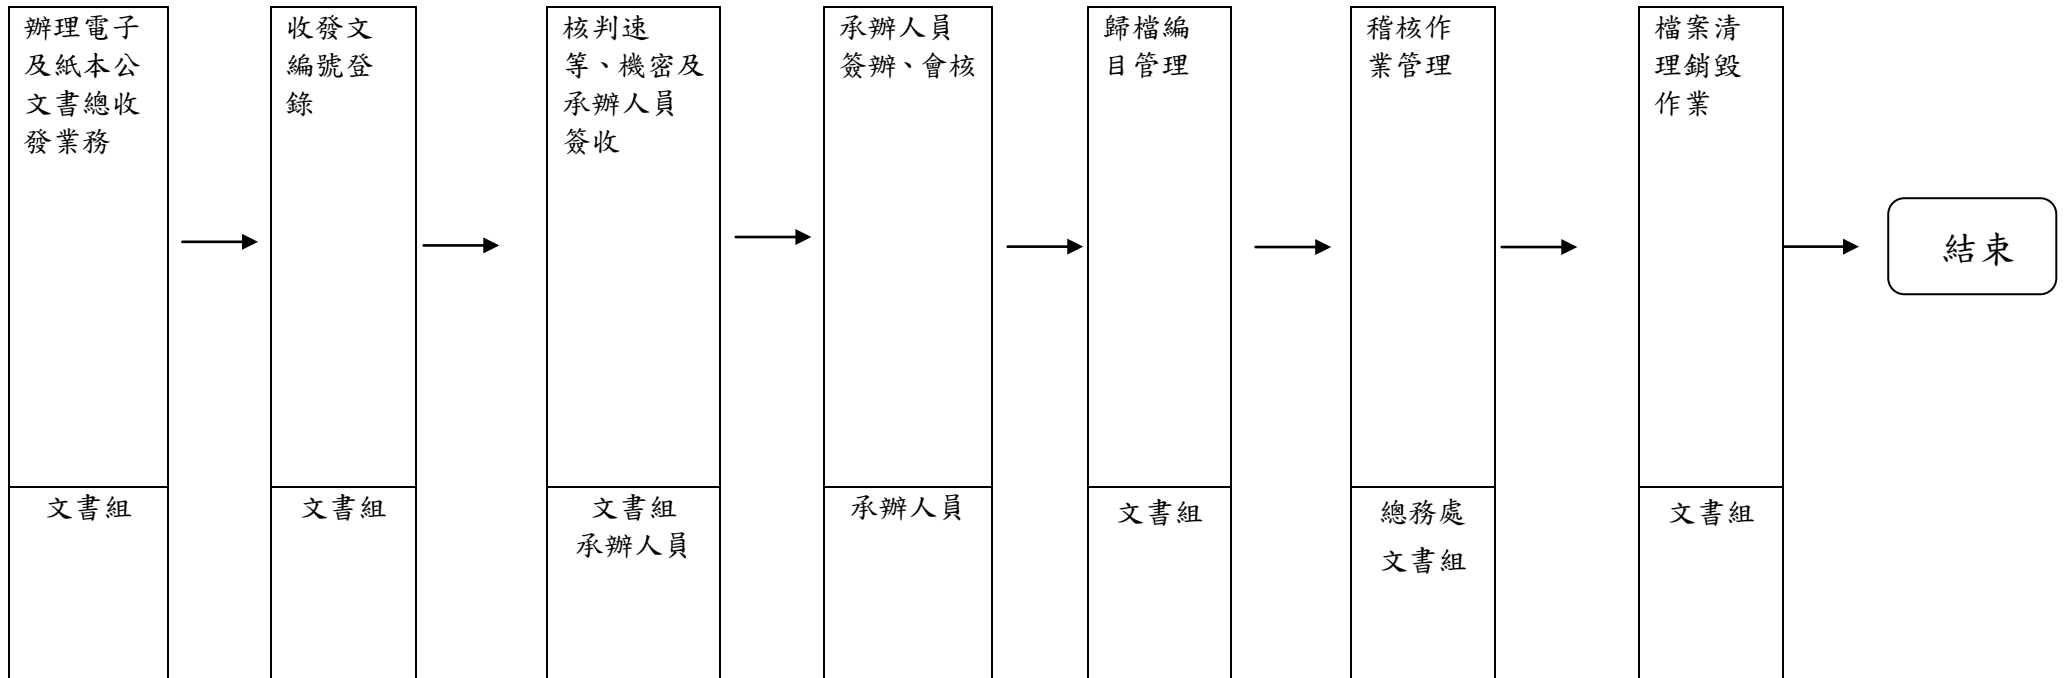 辦理電子
及紙本公
文書總收
發業務
文書組
收發文
編號登
錄
文書組
核判速
等、機密及
承辦人員
簽收
文書組
承辦人員
承辦人員
簽辦、會核
承辦人員
歸檔編
目管理
文書組
稽核作
業管理
總務處
文書組
檔案清
理銷毀
作業
文書組
結束